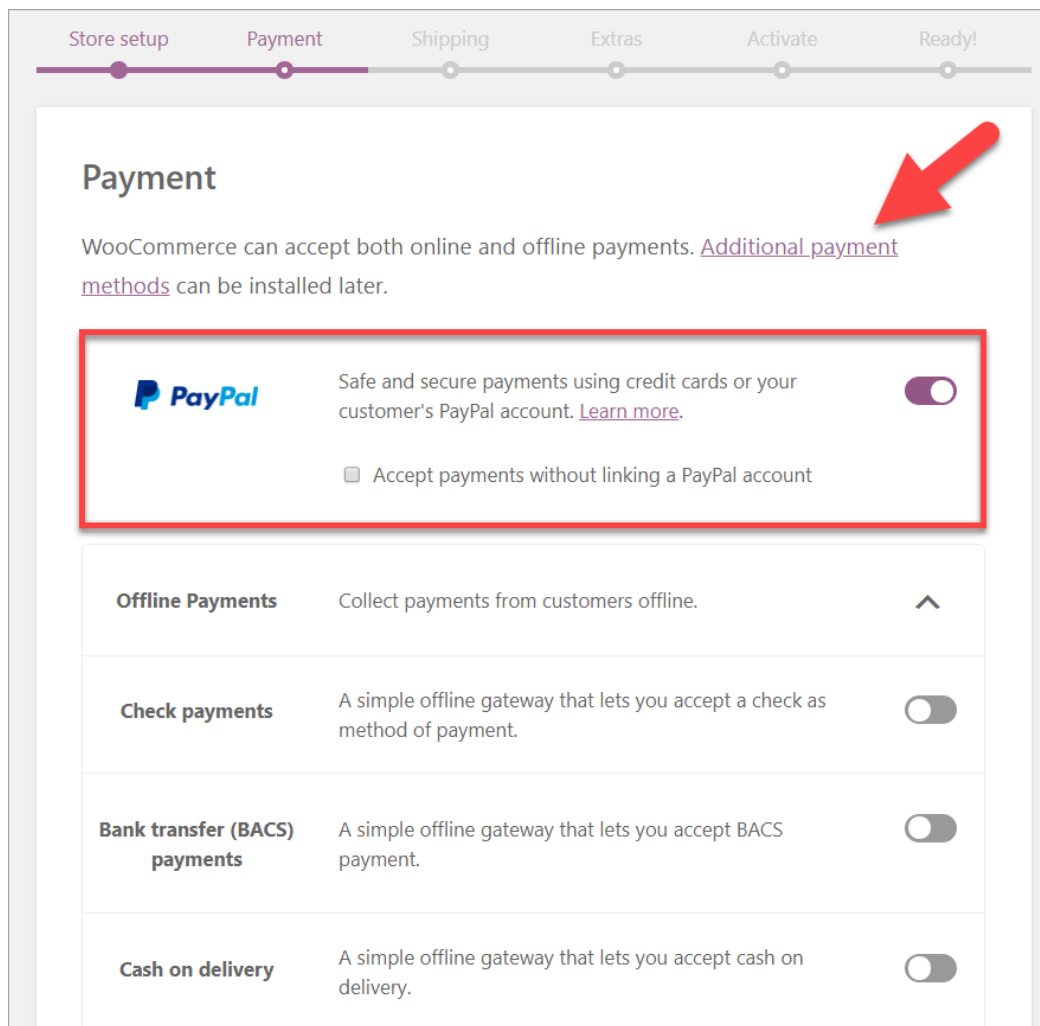 Store setup
Payment
Shipping
Extras
Activate
Ready!
Payment
WooCommerce can accept both online and offline payments. Additional payment
methods can be installed later.
PayPal
Safe and secure payments using credit cards or your
customer's PayPal account. Learn more.
Accept payments without linking a PayPal account
Offline Payments
Collect payments from customers offline.
Check payments
A simple offline gateway that lets you accept a check as
method of payment.
Bank transfer (BACS)
payments
A simple offline gateway that lets you accept BACS
payment.
Cash on delivery
A simple offline gateway that lets you accept cash on
delivery.